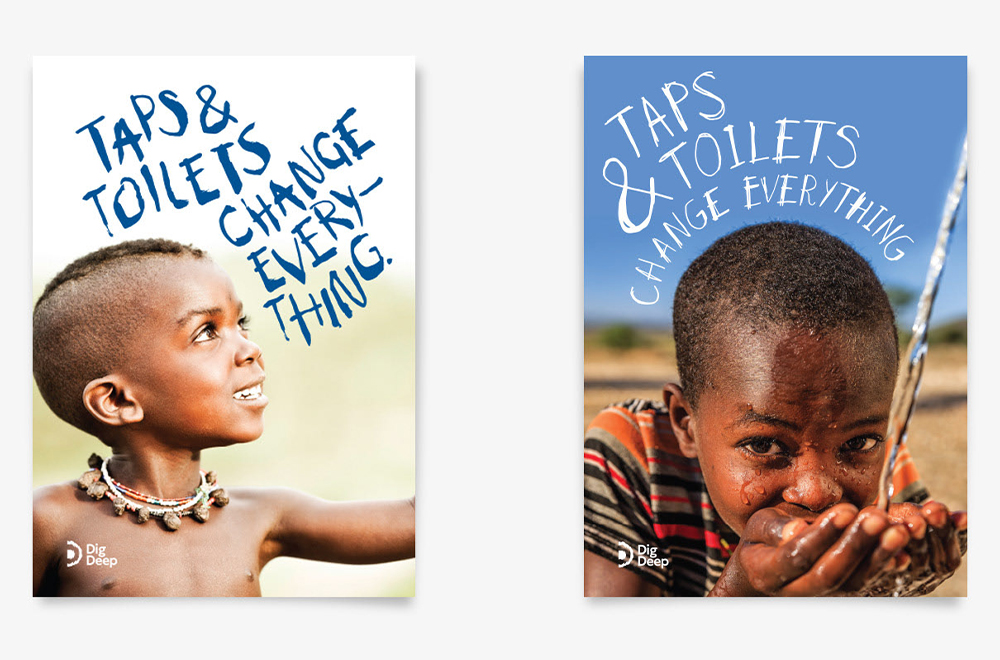 TAPS &
TOILETS
CHANGE
EVERY-
THING.
Dig
Deep
TAPS
& TOILETS
CHANGE EVERYTHING
Dig
Deep